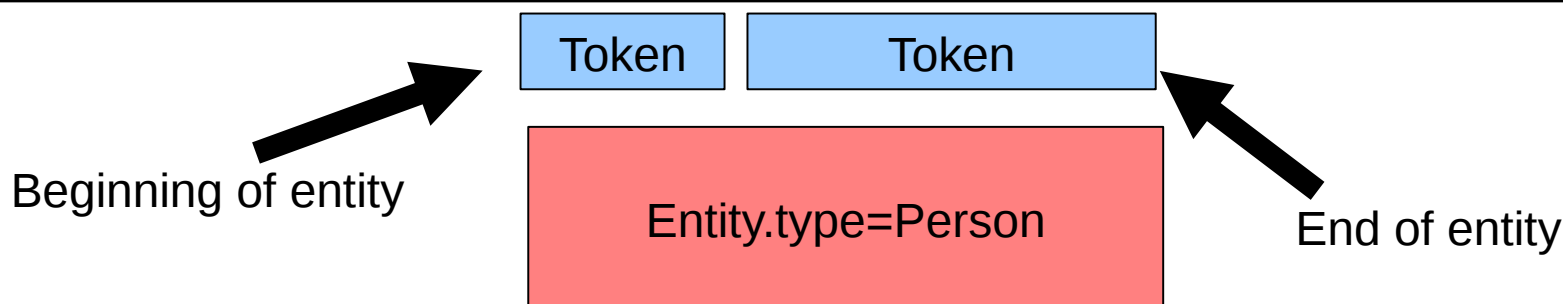 Token Token
Beginning of entity
Entity.type=Person
End of entity